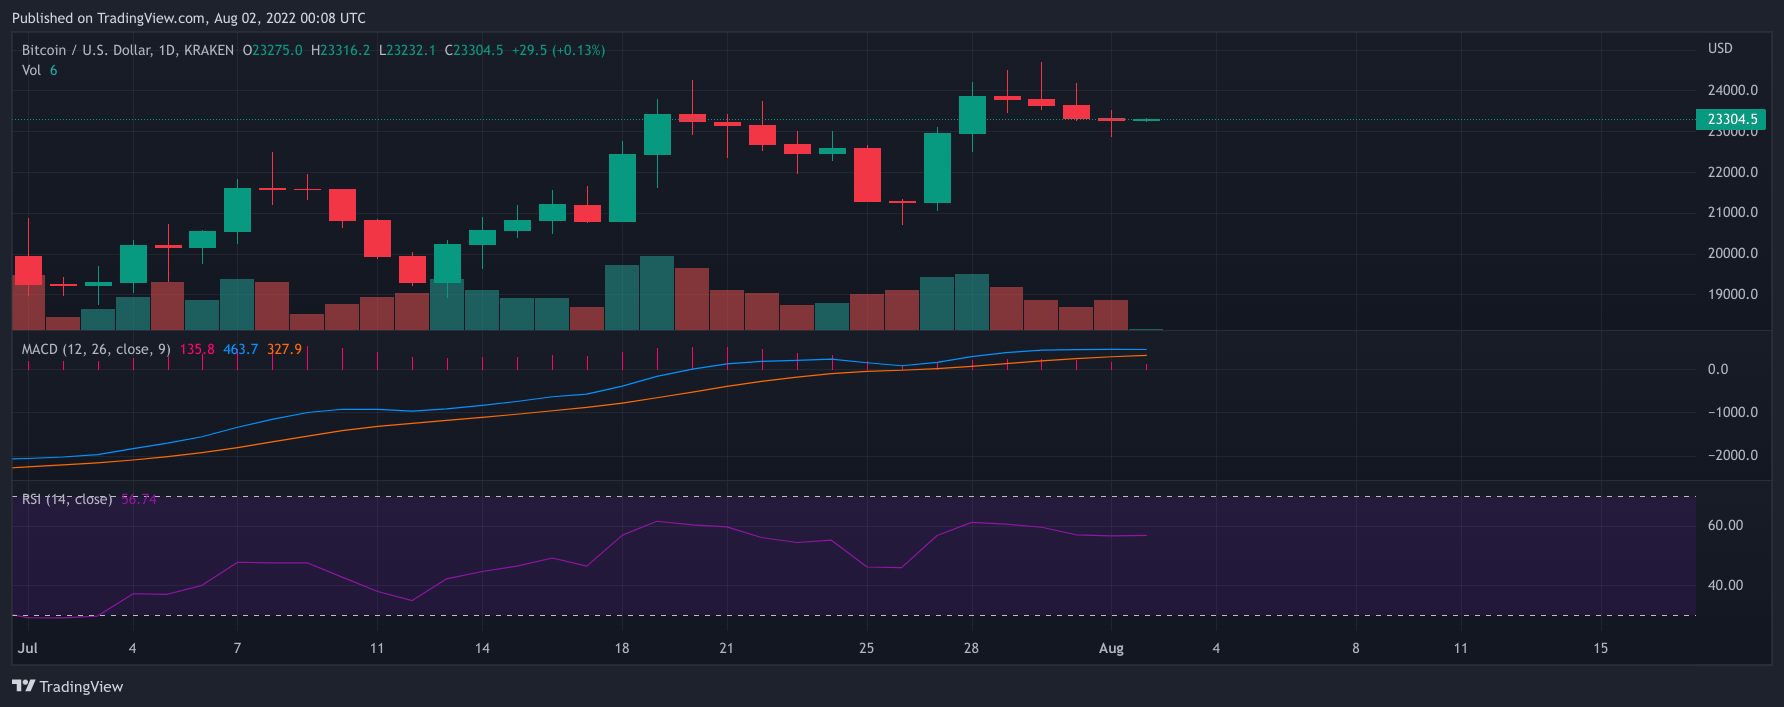 Published on TradingView.com, Aug 02, 2022 00:08 UTC
Bitcoin / U.S. Dollar, 1D, KRAKEN O23275.0 H23316.2 L23232.1 C23304.5 +29.5 (+0.13%)
Vol 6
USD
24000.0
23304.5
23000.0
22000.0
21000.0
20000.0
19000.0
MACD (12, 26, close, 9) 135.8 463.7 327.9
0.0
−1000.0
−2000.0
RSI (14, close) 56.74
60.00
40.00
Jul 4 7 11 14 18 21 25 28 Aug 4 8 11 15
TradingView